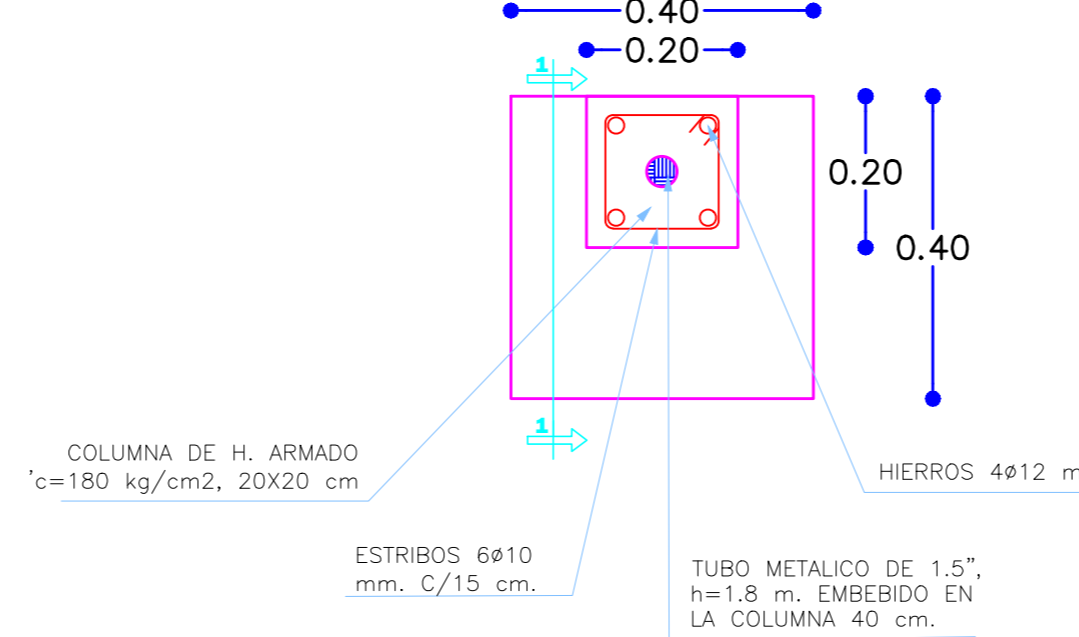 0.40
0.20
1
0.20
0.40
1
COLUMNA DE H. ARMADO
'c=180 kg/cm2, 20X20 cm
HIERROS 4ø12 m
ESTRIBOS 6ø10
mm. C/15 cm.
TUBO METALICO DE 1.5”,
h=1.8 m. EMBEBIDO EN
LA COLUMNA 40 cm.